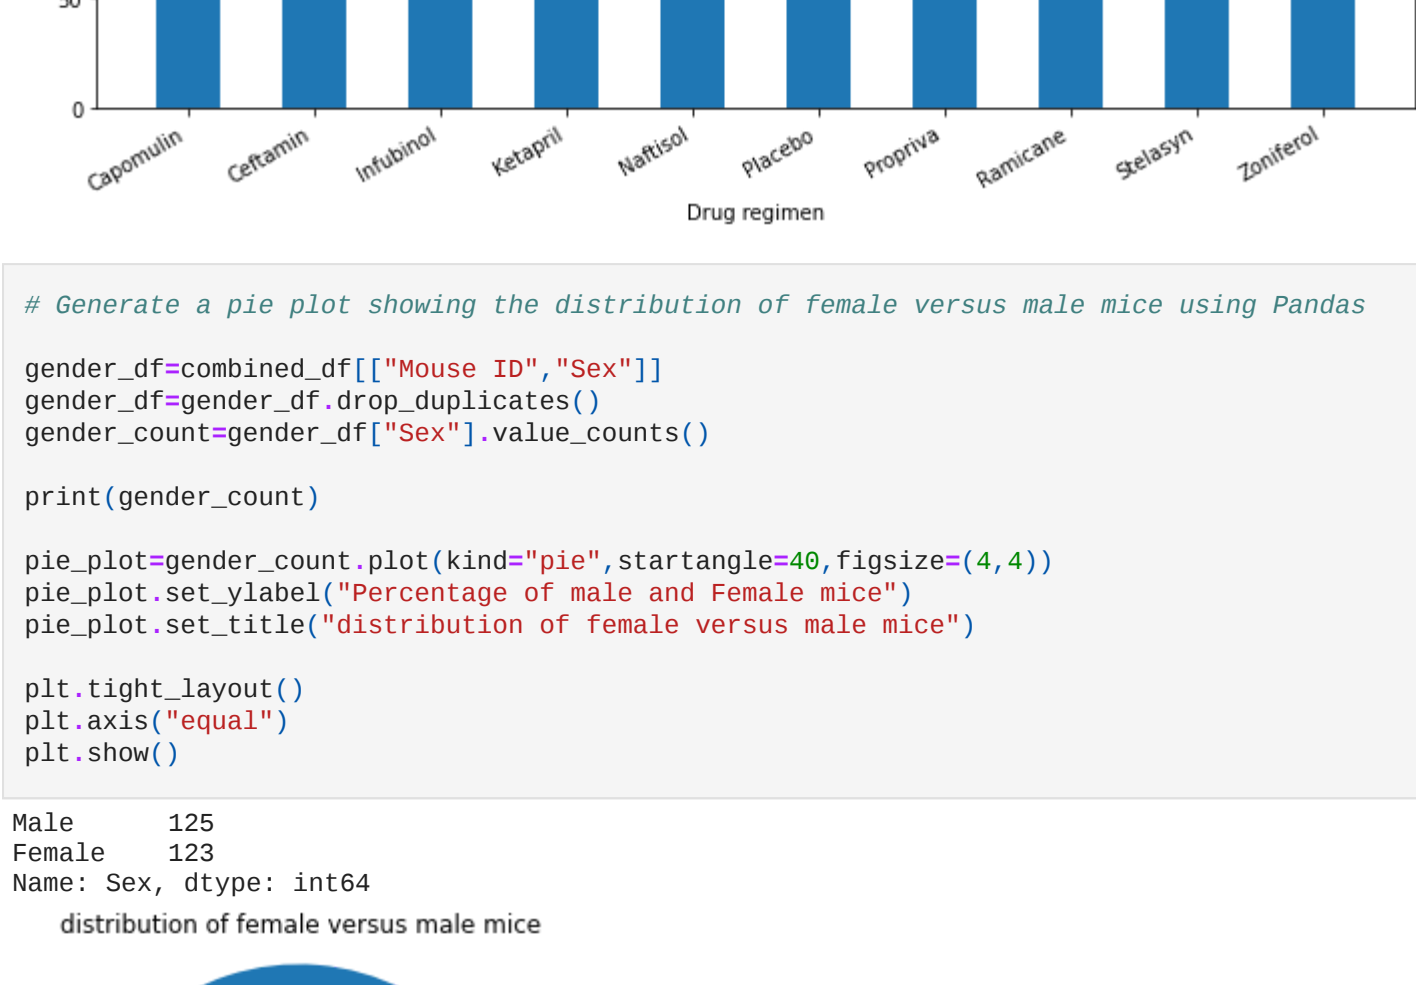 50
0
Capomulin
Ceftamin
Infubinol
Ketapril
Naftisol
Placebo
Propriva
Ramicane
Stelasyn
Zoniferol
Drug regimen
# Generate a pie plot showing the distribution of female versus male mice using Pandas
gender_df=combined_df[["Mouse ID","Sex"]]
gender_df=gender_df.drop_duplicates()
gender_count=gender_df["Sex"].value_counts()
print(gender_count)
pie_plot=gender_count.plot(kind="pie",startangle=40,figsize=(4,4))
pie_plot.set_ylabel("Percentage of male and Female mice")
pie_plot.set_title("distribution of female versus male mice")
plt.tight_layout()
plt.axis("equal")
plt.show()
Male      125
Female    123
Name: Sex, dtype: int64
distribution of female versus male mice